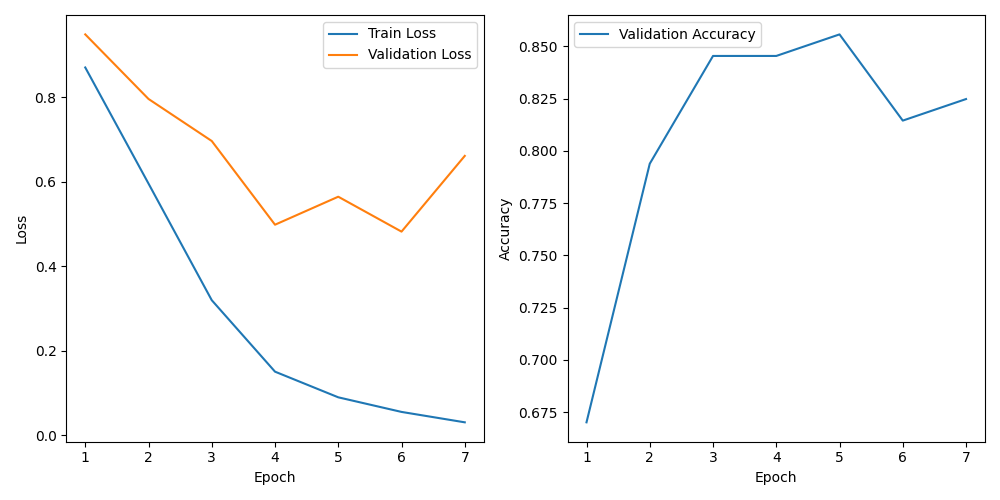 Train Loss
Validation Loss
0.8
0.6
0.4
0.2
0.0
Loss
1 2 3 4 5 6 7
Epoch
Validation Accuracy
0.850
0.825
0.800
0.775
0.750
0.725
0.700
0.675
Accuracy
1 2 3 4 5 6 7
Epoch